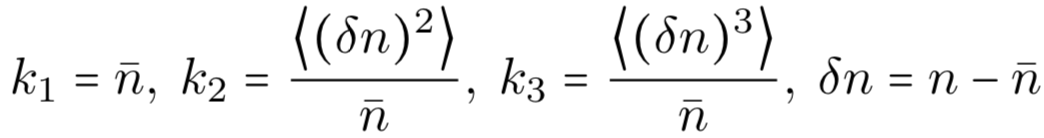 k₁ = n̄, k₂ = ⟨(δn)²⟩ / n̄, k₃ = ⟨(δn)³⟩ / n̄, δn = n − n̄